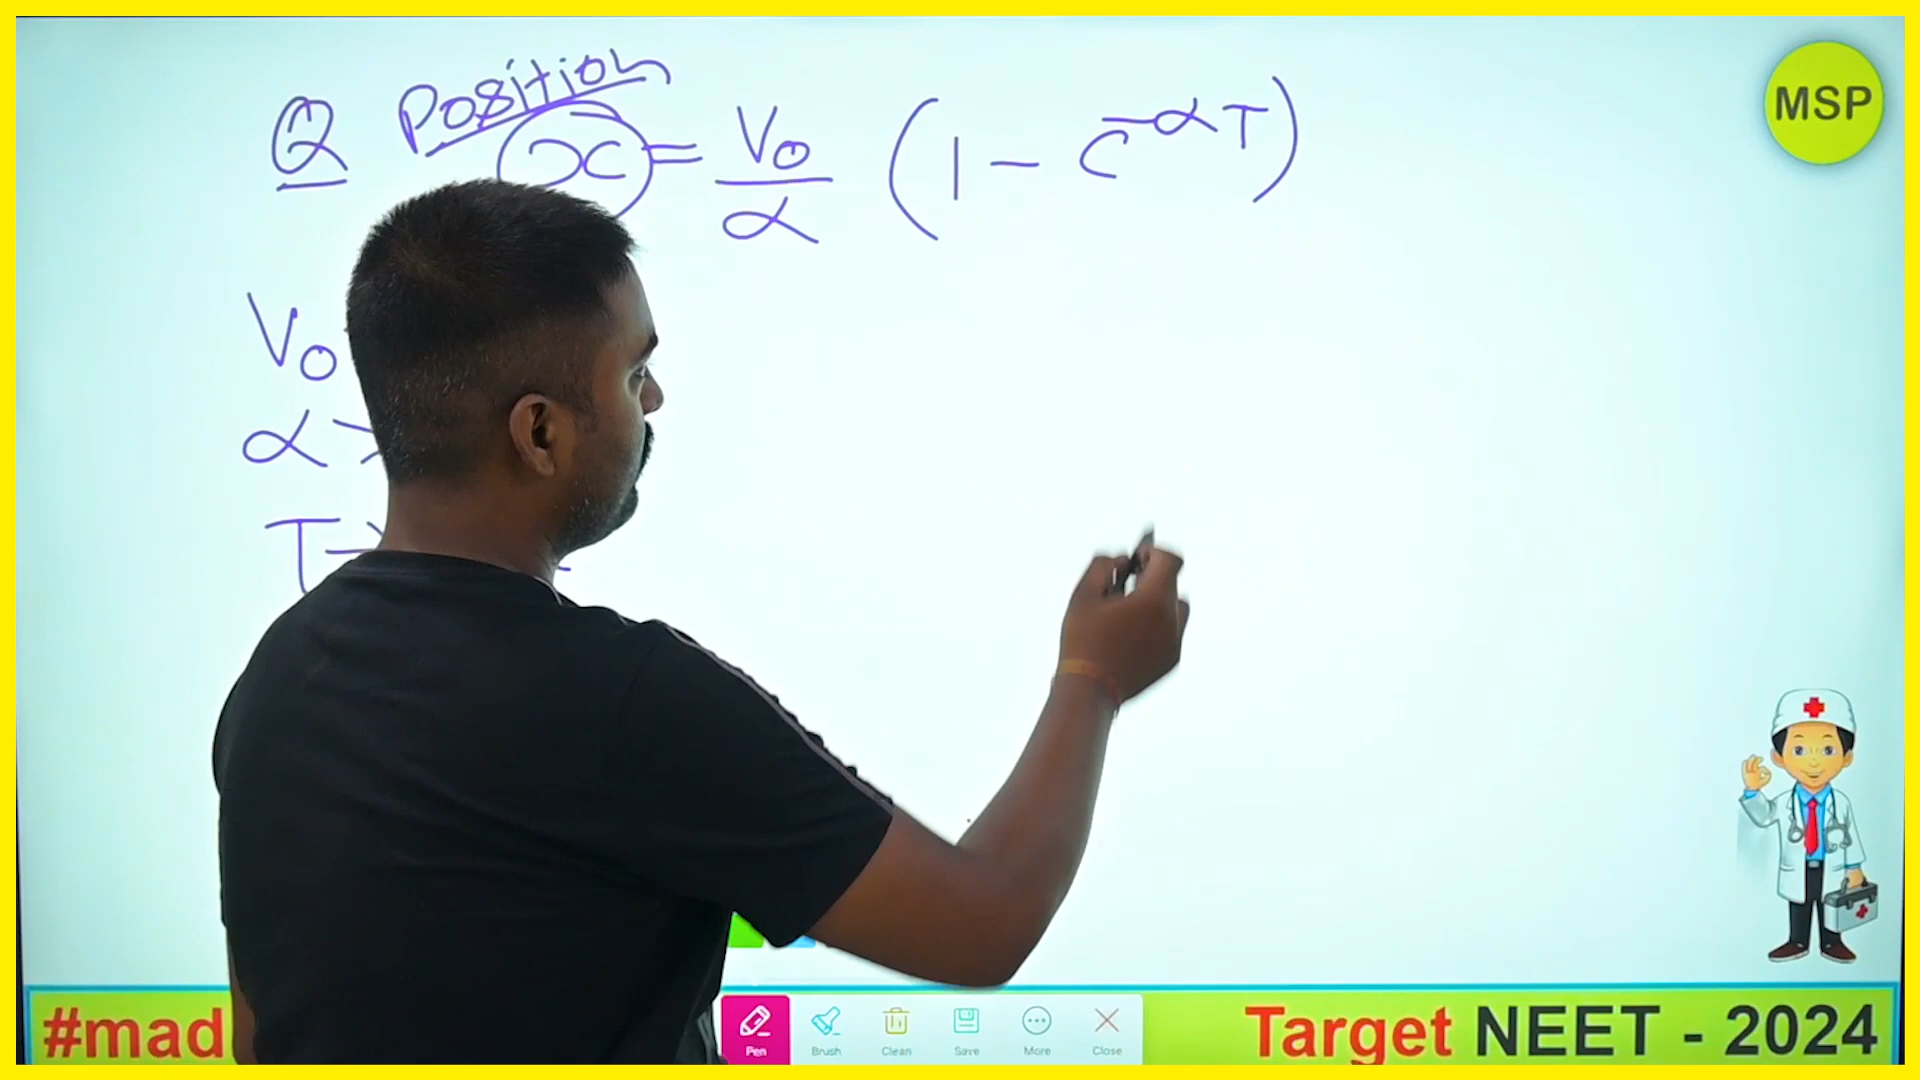 MSP
Q Position
x = V₀/α (1 - e^-αT)
V₀
α →
T →
#mad
Pen Brush Clean Save More Close
Target NEET - 2024